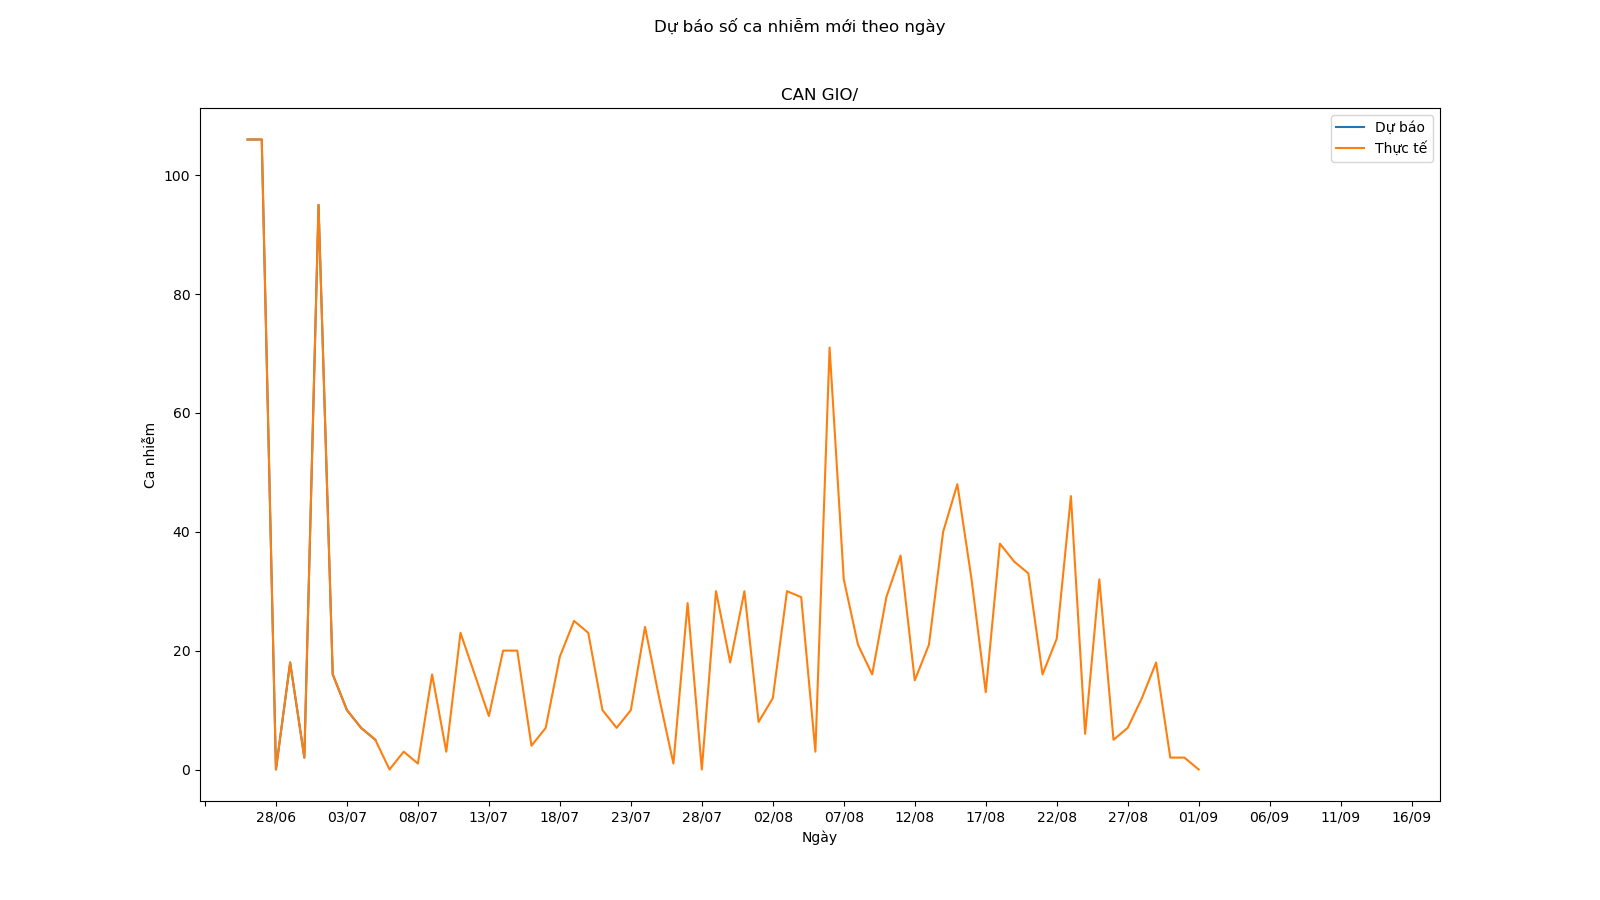 Dự báo số ca nhiễm mới theo ngày
CAN GIO/
Dự báo
Thực tế
100
80
60
40
20
0
Ca nhiễm
28/06 03/07 08/07 13/07 18/07 23/07 28/07 02/08 07/08 12/08 17/08 22/08 27/08 01/09 06/09 11/09 16/09
Ngày